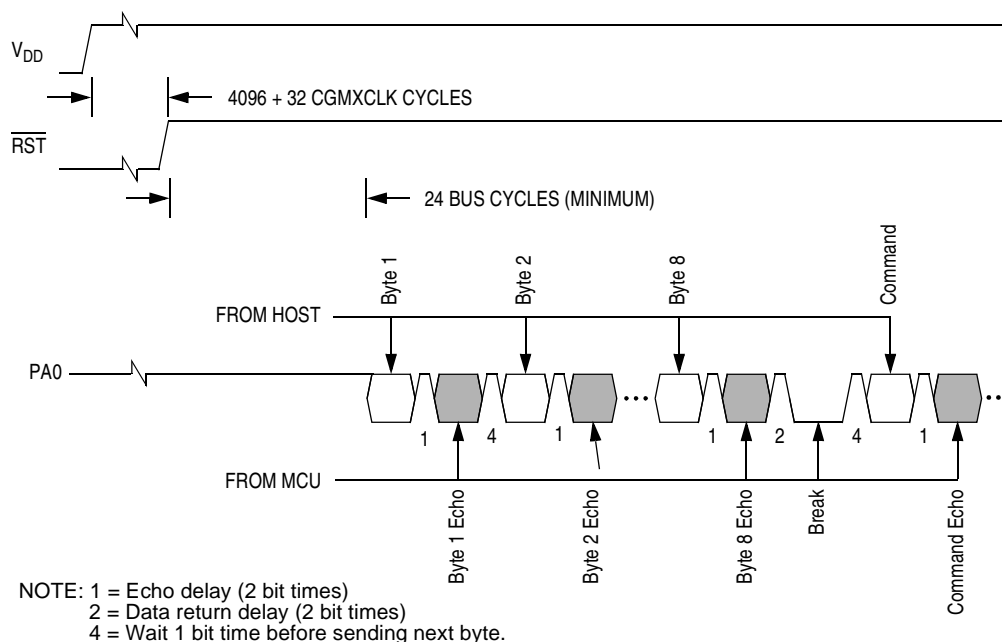 VDD
4096 + 32 CGMXCLK CYCLES
RST
24 BUS CYCLES (MINIMUM)
Byte 1
Byte 2
Byte 8
Command
FROM HOST
PA0
1
4
1
1
2
4
1
FROM MCU
Byte 1 Echo
Byte 2 Echo
Byte 8 Echo
Break
Command Echo
NOTE: 1 = Echo delay (2 bit times)
2 = Data return delay (2 bit times)
4 = Wait 1 bit time before sending next byte.